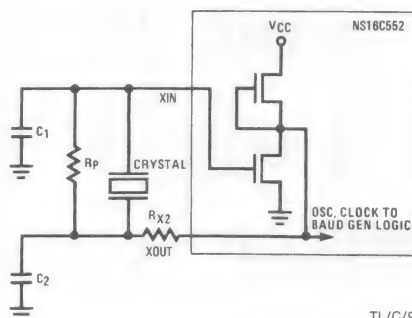 NS16C552
VCC
XIN
C1
RP
CRYSTAL
RX2
XOUT
OSC, CLOCK TO
BAUD GEN LOGIC
C2